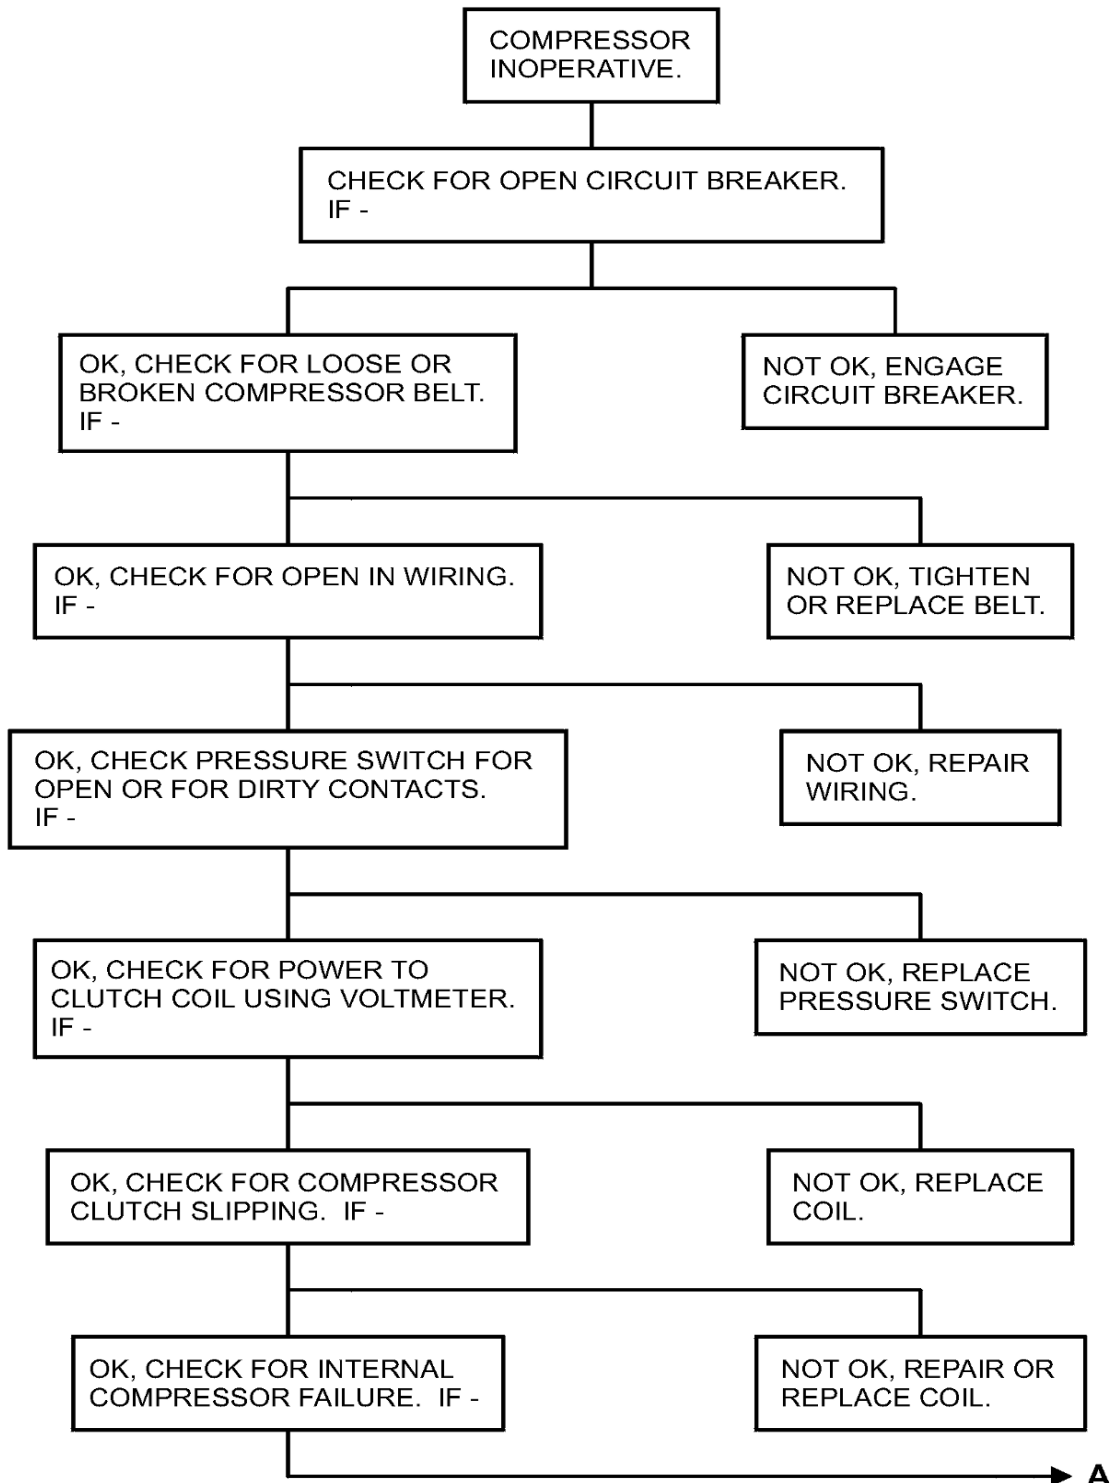 COMPRESSOR
INOPERATIVE.
CHECK FOR OPEN CIRCUIT BREAKER.
IF -
OK, CHECK FOR LOOSE OR
BROKEN COMPRESSOR BELT.
IF -
NOT OK, ENGAGE
CIRCUIT BREAKER.
OK, CHECK FOR OPEN IN WIRING.
IF -
NOT OK, TIGHTEN
OR REPLACE BELT.
OK, CHECK PRESSURE SWITCH FOR
OPEN OR FOR DIRTY CONTACTS.
IF -
NOT OK, REPAIR
WIRING.
OK, CHECK FOR POWER TO
CLUTCH COIL USING VOLTMETER.
IF -
NOT OK, REPLACE
PRESSURE SWITCH.
OK, CHECK FOR COMPRESSOR
CLUTCH SLIPPING.  IF -
NOT OK, REPLACE
COIL.
OK, CHECK FOR INTERNAL
COMPRESSOR FAILURE.  IF -
NOT OK, REPAIR OR
REPLACE COIL.
A